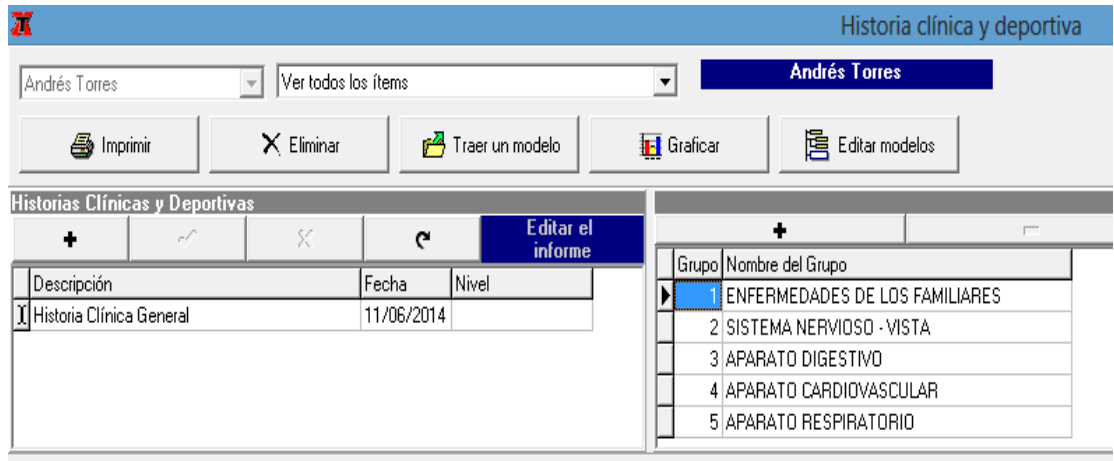 Historia clínica y deportiva
Andrés Torres
Ver todos los ítems
Andrés Torres
Imprimir
Eliminar
Traer un modelo
Graficar
Editar modelos
Historias Clínicas y Deportivas
Editar el
informe
Descripción Fecha Nivel
Historia Clínica General 11/06/2014
Grupo Nombre del Grupo
1 ENFERMEDADES DE LOS FAMILIARES
2 SISTEMA NERVIOSO - VISTA
3 APARATO DIGESTIVO
4 APARATO CARDIOVASCULAR
5 APARATO RESPIRATORIO